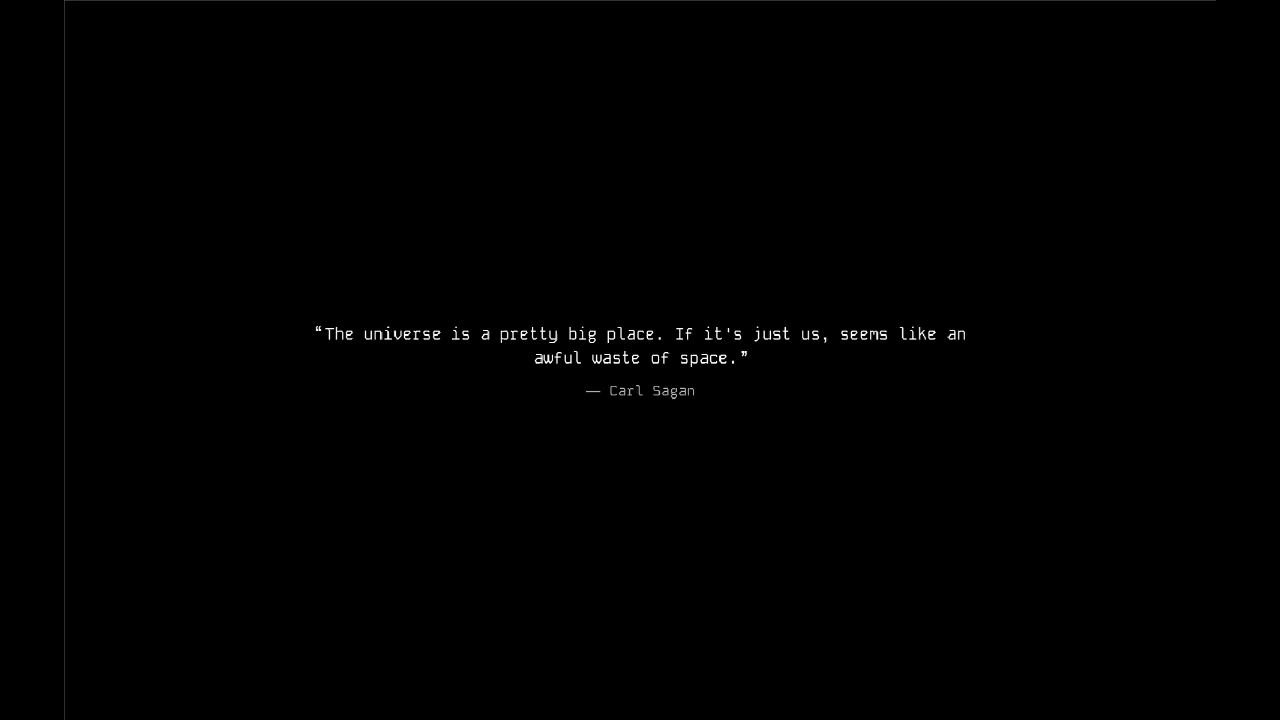 “The universe is a pretty big place. If it's just us, seems like an
awful waste of space.”
— Carl Sagan